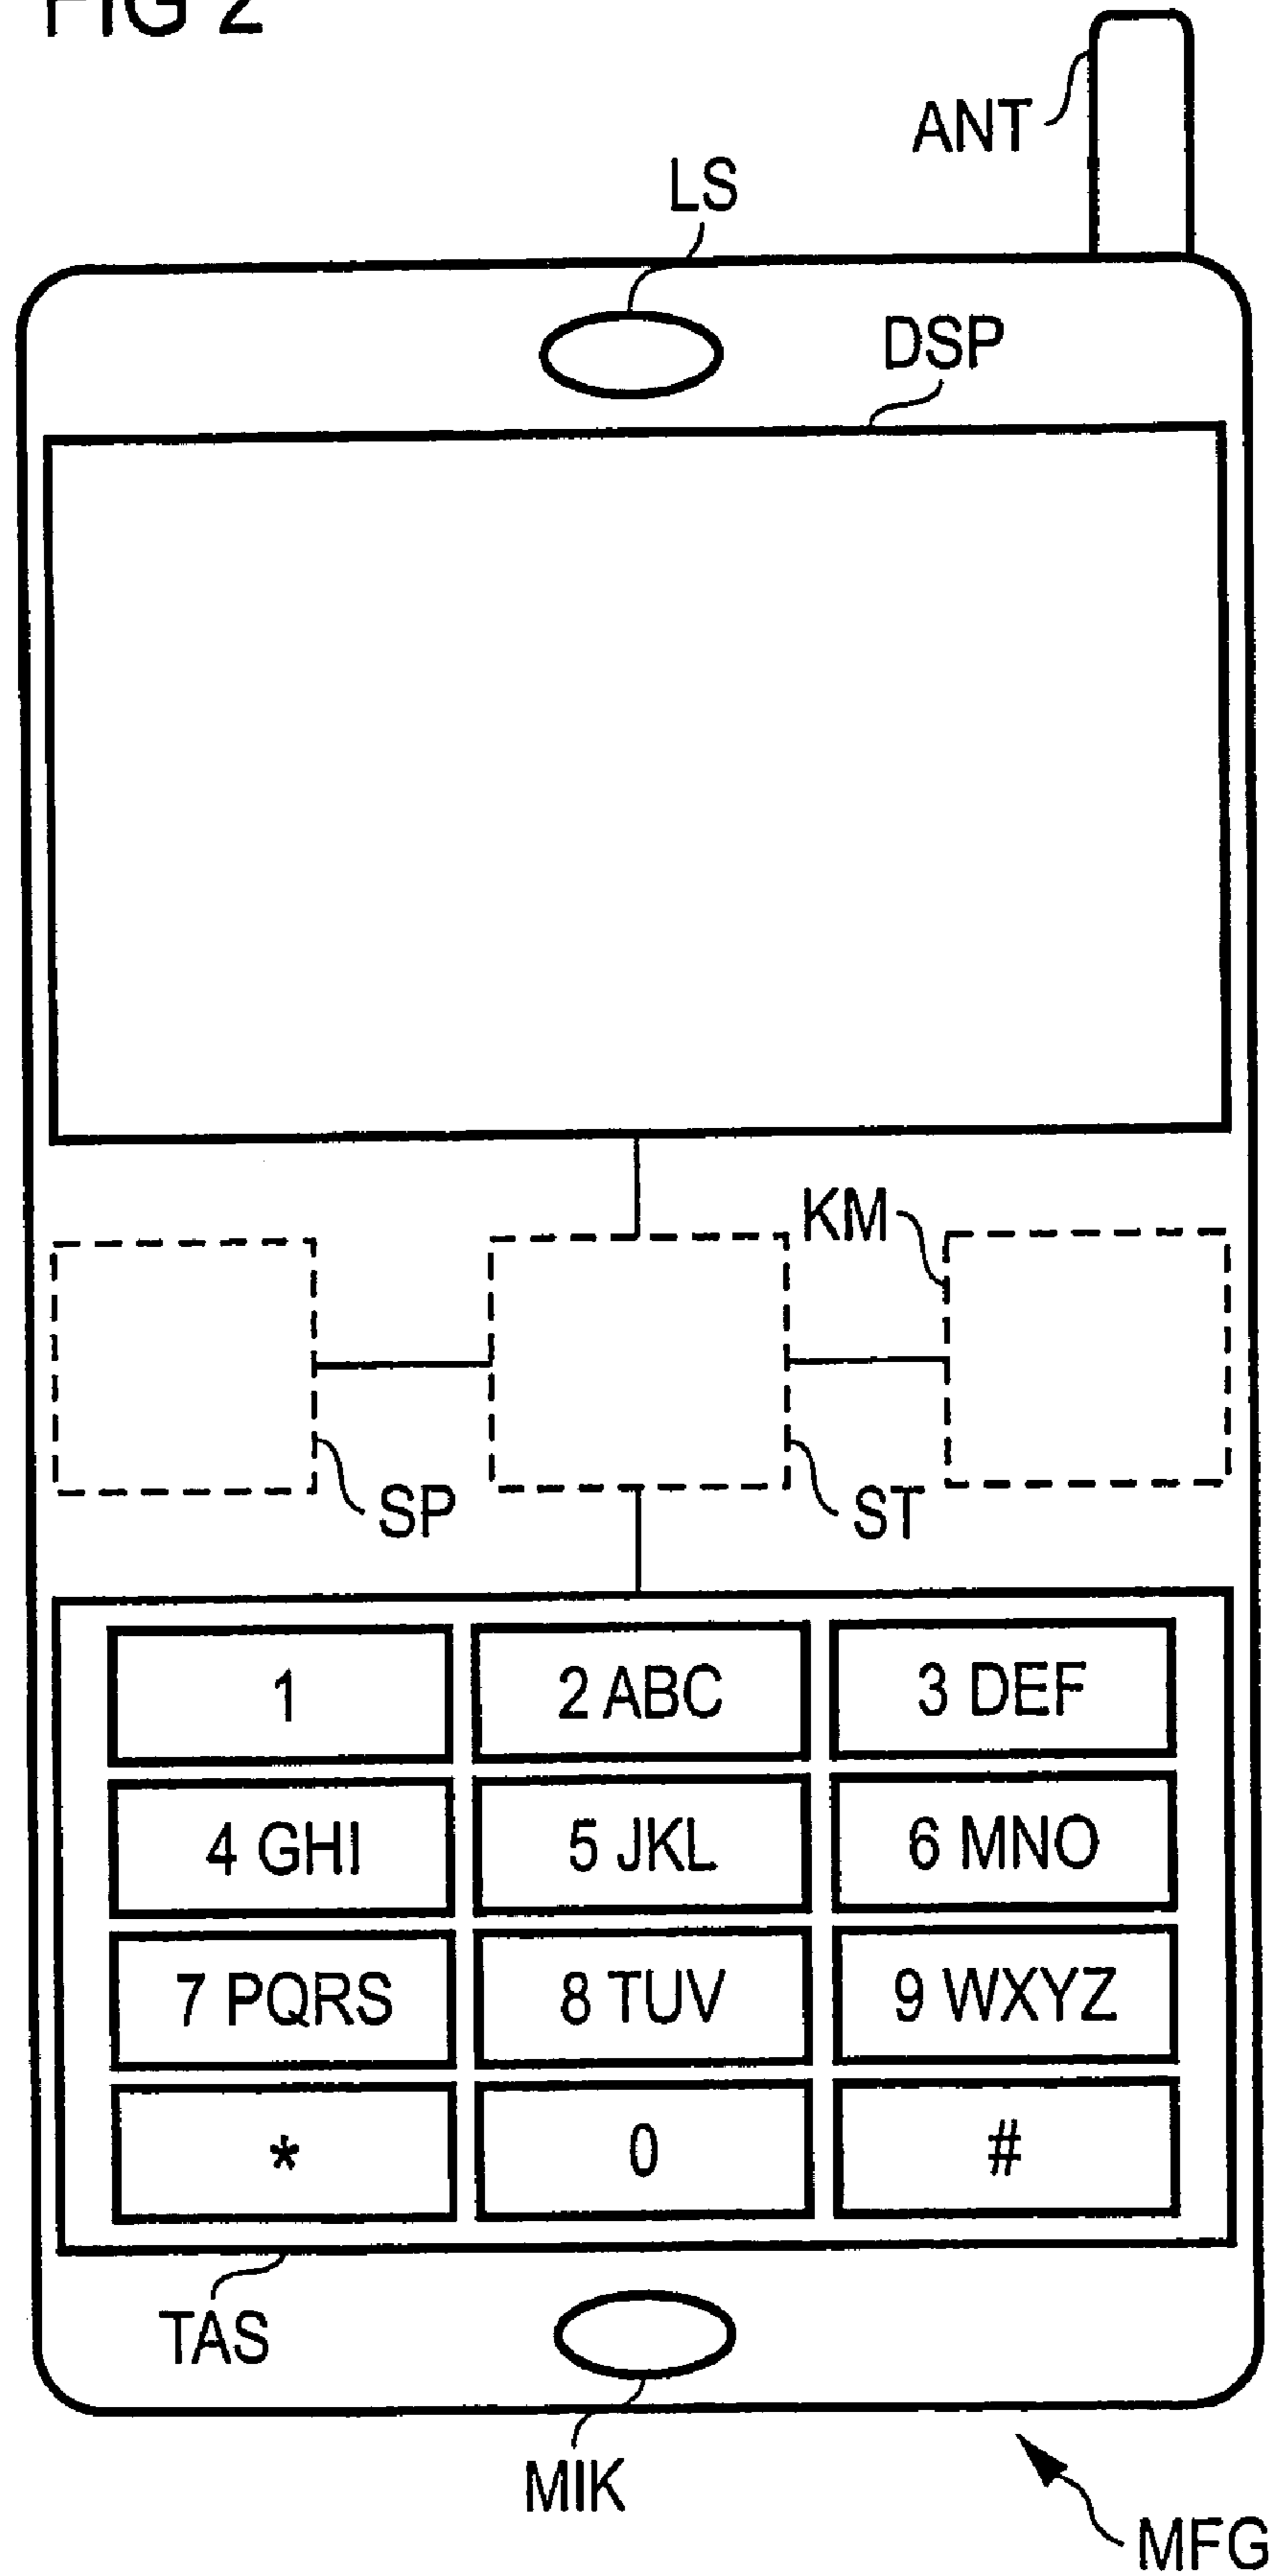 FIG 2
ANT
LS
DSP
KM
SP
ST
1
2 ABC
3 DEF
4 GHI
5 JKL
6 MNO
7 PQRS
8 TUV
9 WXYZ
*
0
#
TAS
MIK
MFG